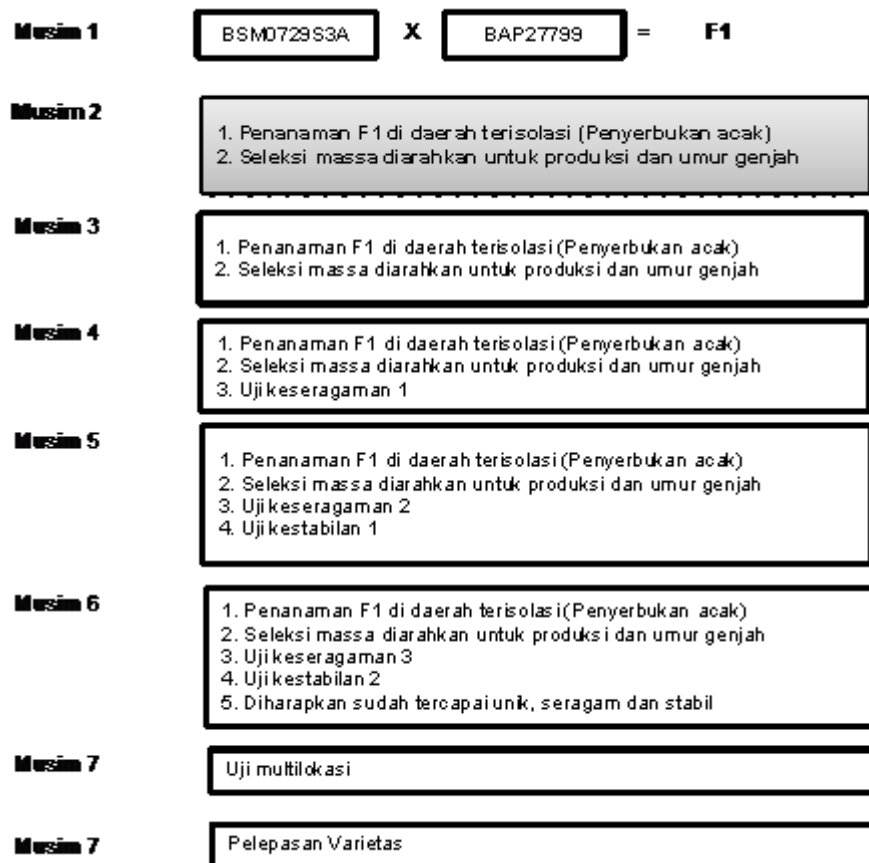 Musim 1 BSM0729S3A X BAP27799 = F1
Musim 2
1. Penanaman F1 di daerah terisolasi (Penyerbukan acak)
2. Seleksi massa diarahkan untuk produksi dan umur genjah
Musim 3
1. Penanaman F1 di daerah terisolasi (Penyerbukan acak)
2. Seleksi massa diarahkan untuk produksi dan umur genjah
Musim 4
1. Penanaman F1 di daerah terisolasi (Penyerbukan acak)
2. Seleksi massa diarahkan untuk produksi dan umur genjah
3. Uji keseragaman 1
Musim 5
1. Penanaman F1 di daerah terisolasi (Penyerbukan acak)
2. Seleksi massa diarahkan untuk produksi dan umur genjah
3. Uji keseragaman 2
4. Uji kestabilan 1
Musim 6
1. Penanaman F1 di daerah terisolasi (Penyerbukan acak)
2. Seleksi massa diarahkan untuk produksi dan umur genjah
3. Uji keseragaman 3
4. Uji kestabilan 2
5. Diharapkan sudah tercapai unik, seragam dan stabil
Musim 7 Uji multilokasi
Musim 7 Pelepasan Varietas